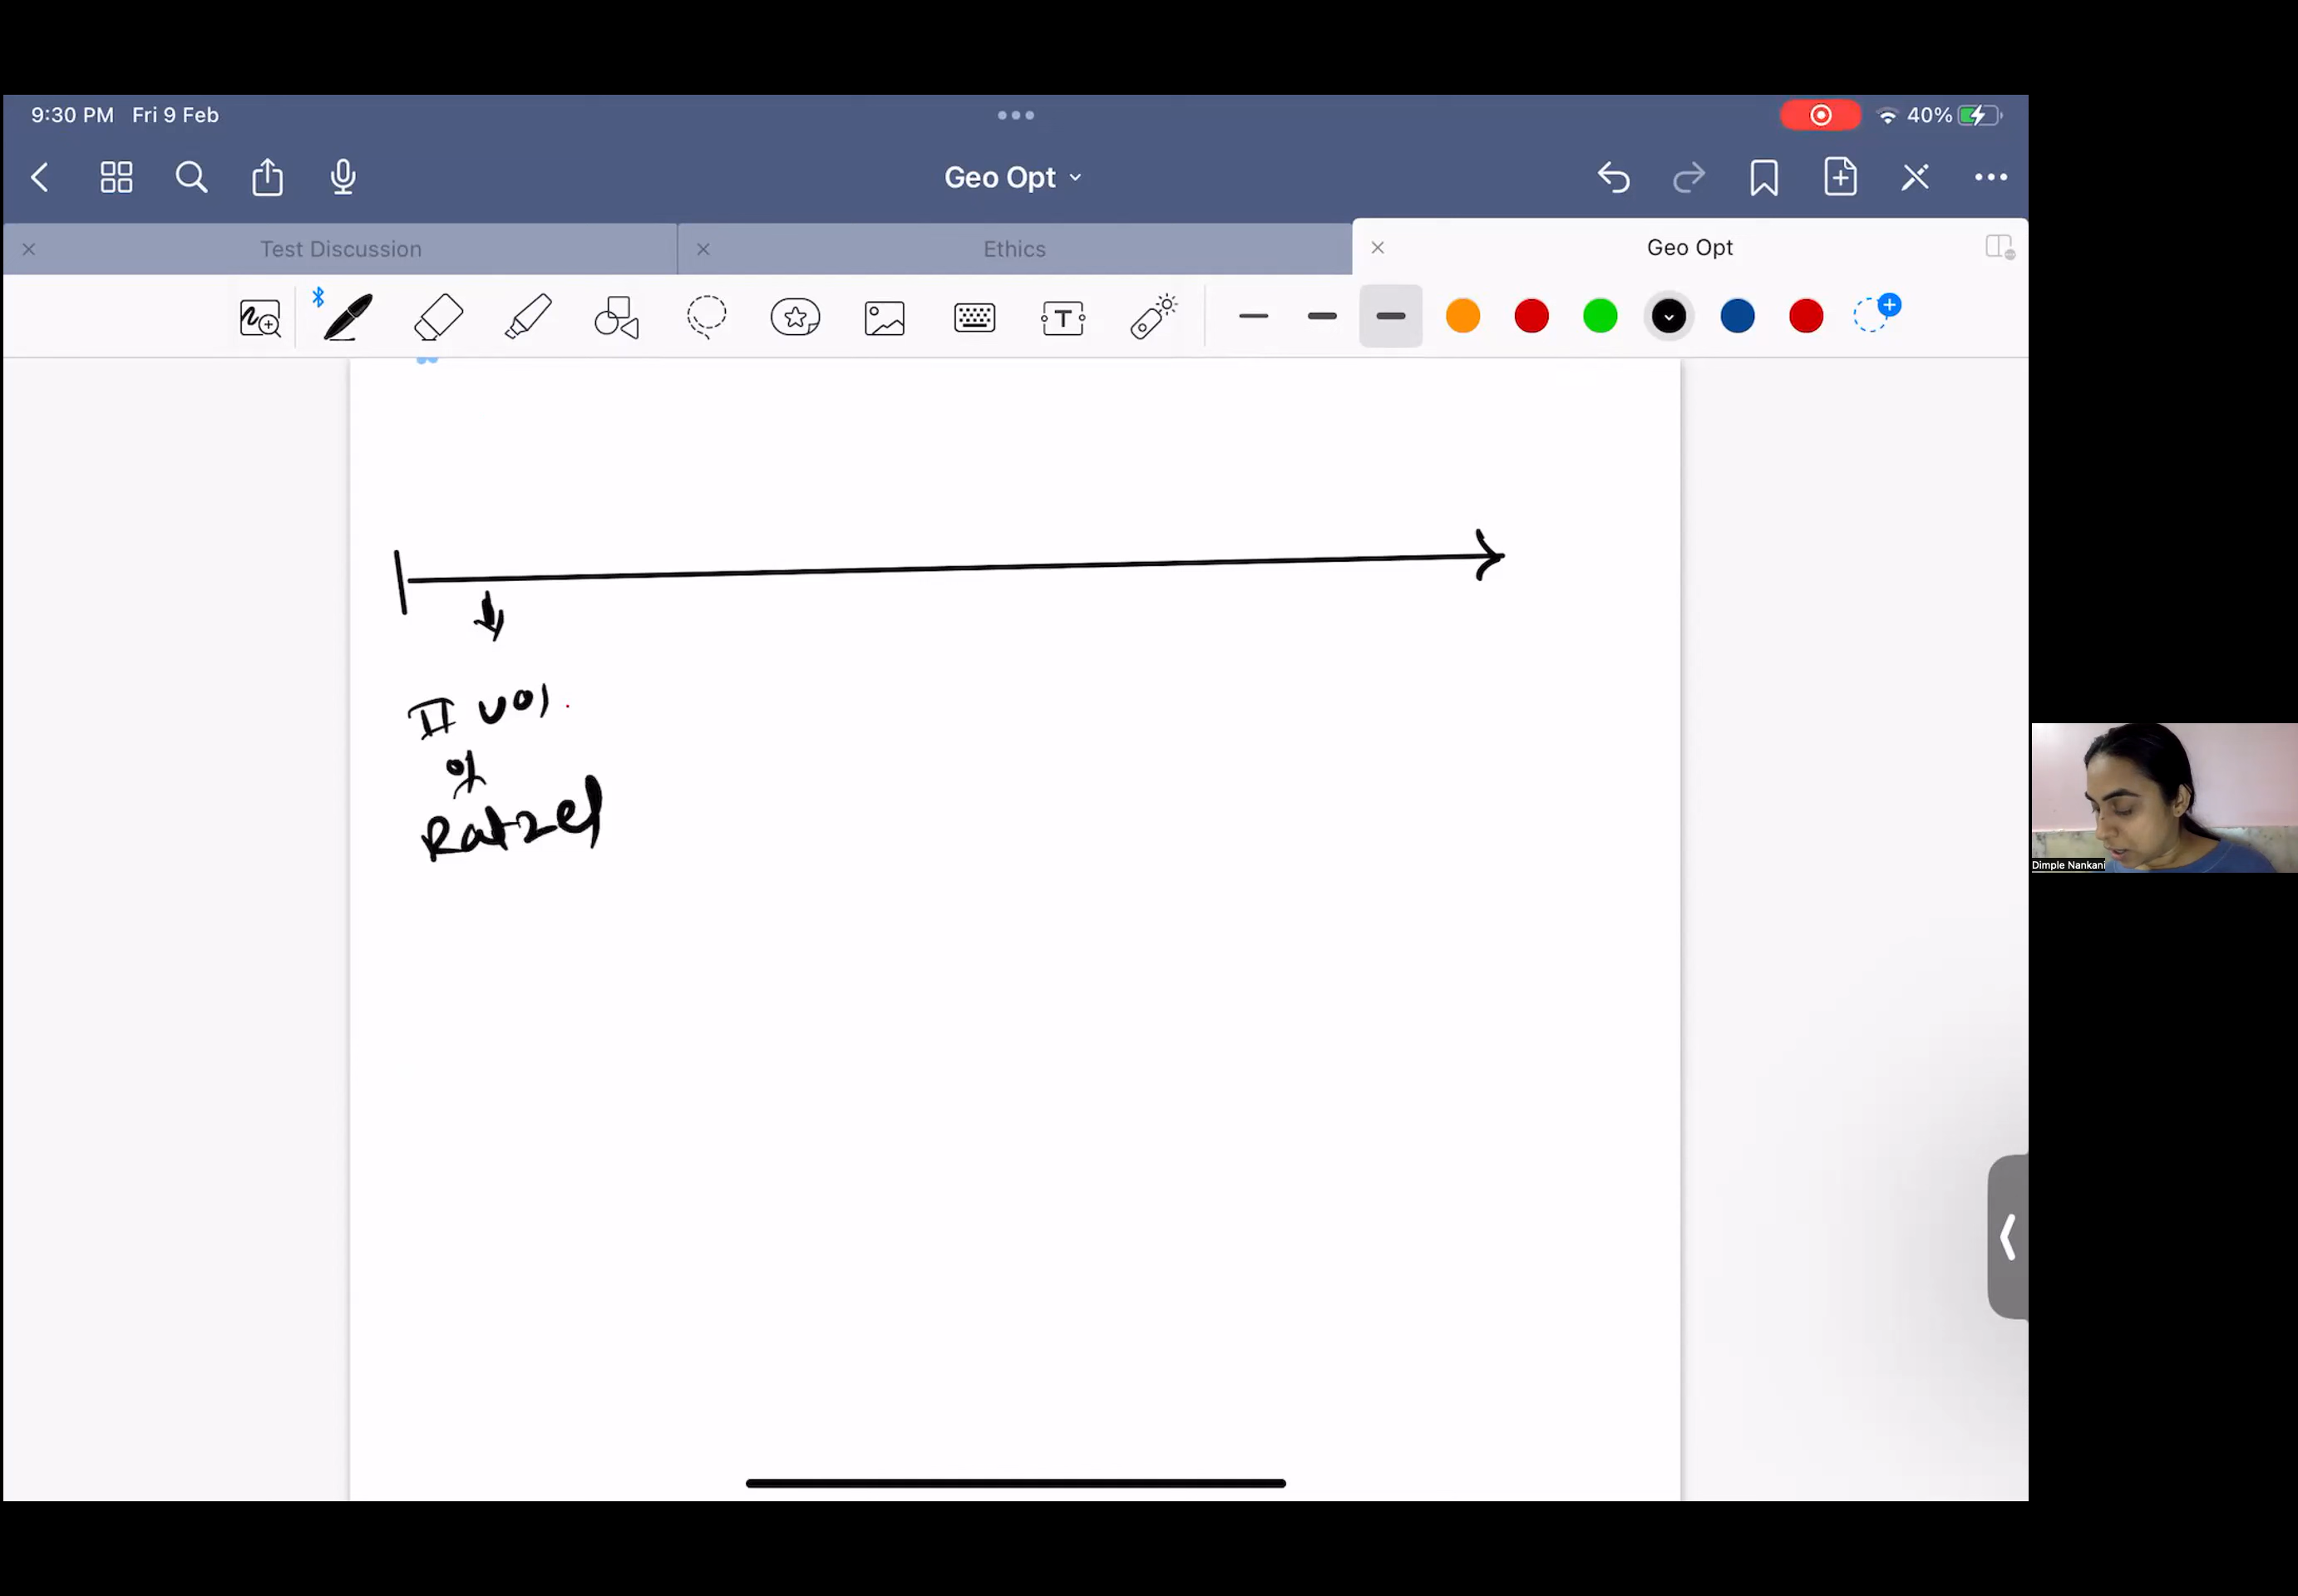 9:30 PM Fri 9 Feb
40%
Geo Opt
Test Discussion
Ethics
Geo Opt
T
II vol.
of
Ratzel
Dimple Nankani